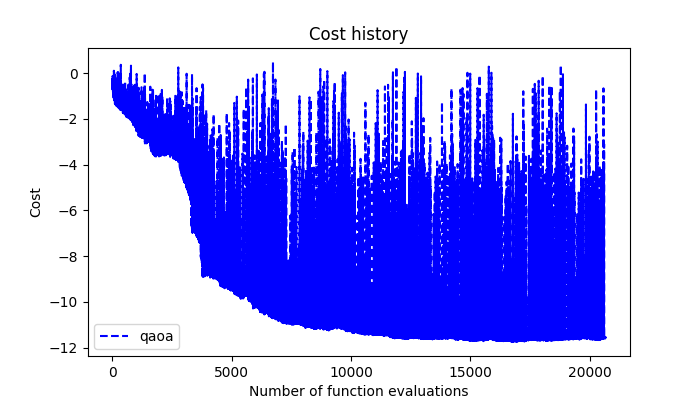 Cost history
0
−2
−4
−6
−8
−10
−12
Cost
qaoa
0 5000 10000 15000 20000
Number of function evaluations